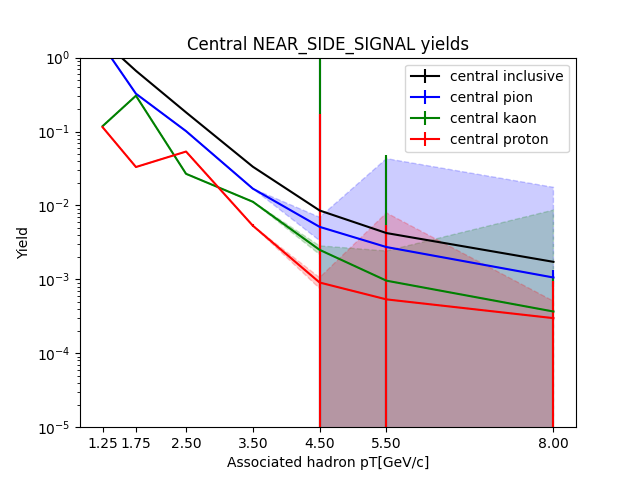 Central NEAR_SIDE_SIGNAL yields
central inclusive
central pion
central kaon
central proton
Yield
10^0
10^-1
10^-2
10^-3
10^-4
10^-5
1.25 1.75 2.50 3.50 4.50 5.50 8.00
Associated hadron pT[GeV/c]